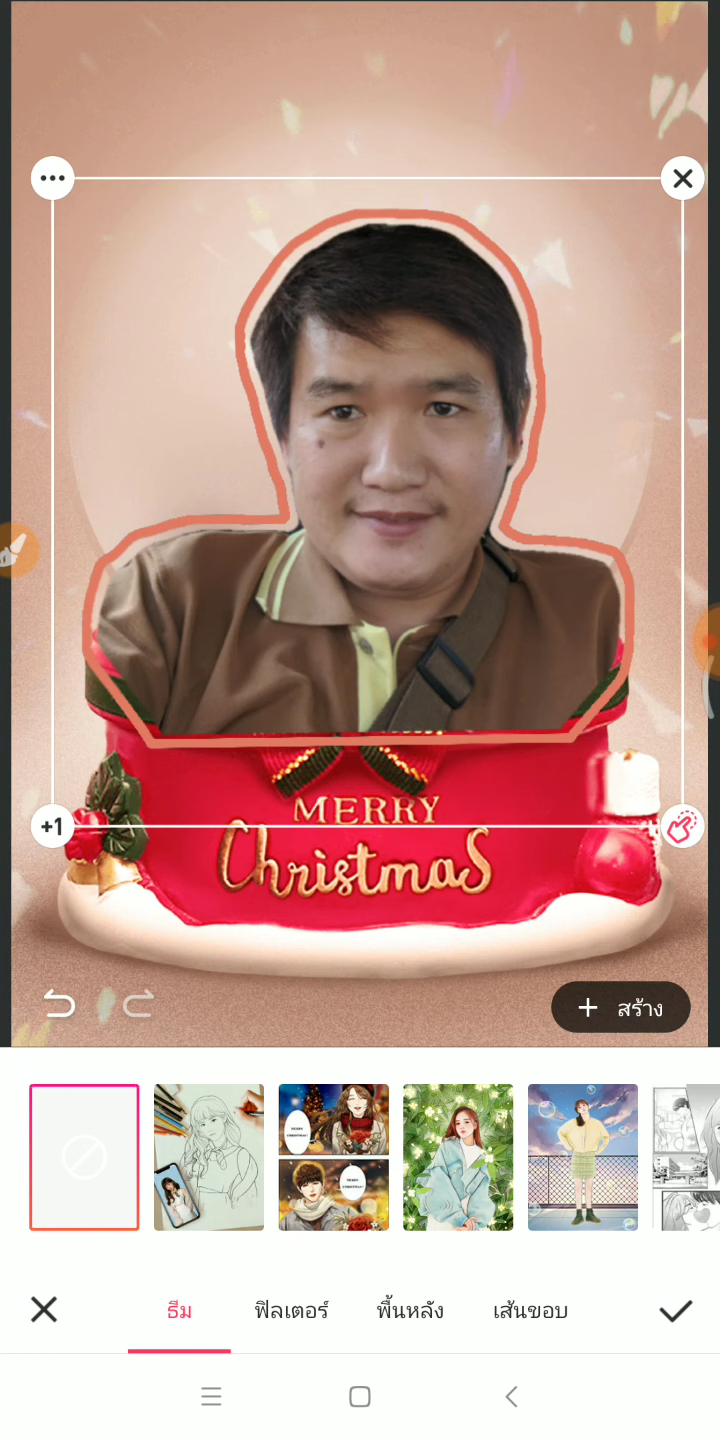 +1
MERRY
Christmas
+ สร้าง
ธีม
ฟิลเตอร์
พื้นหลัง
เส้นขอบ